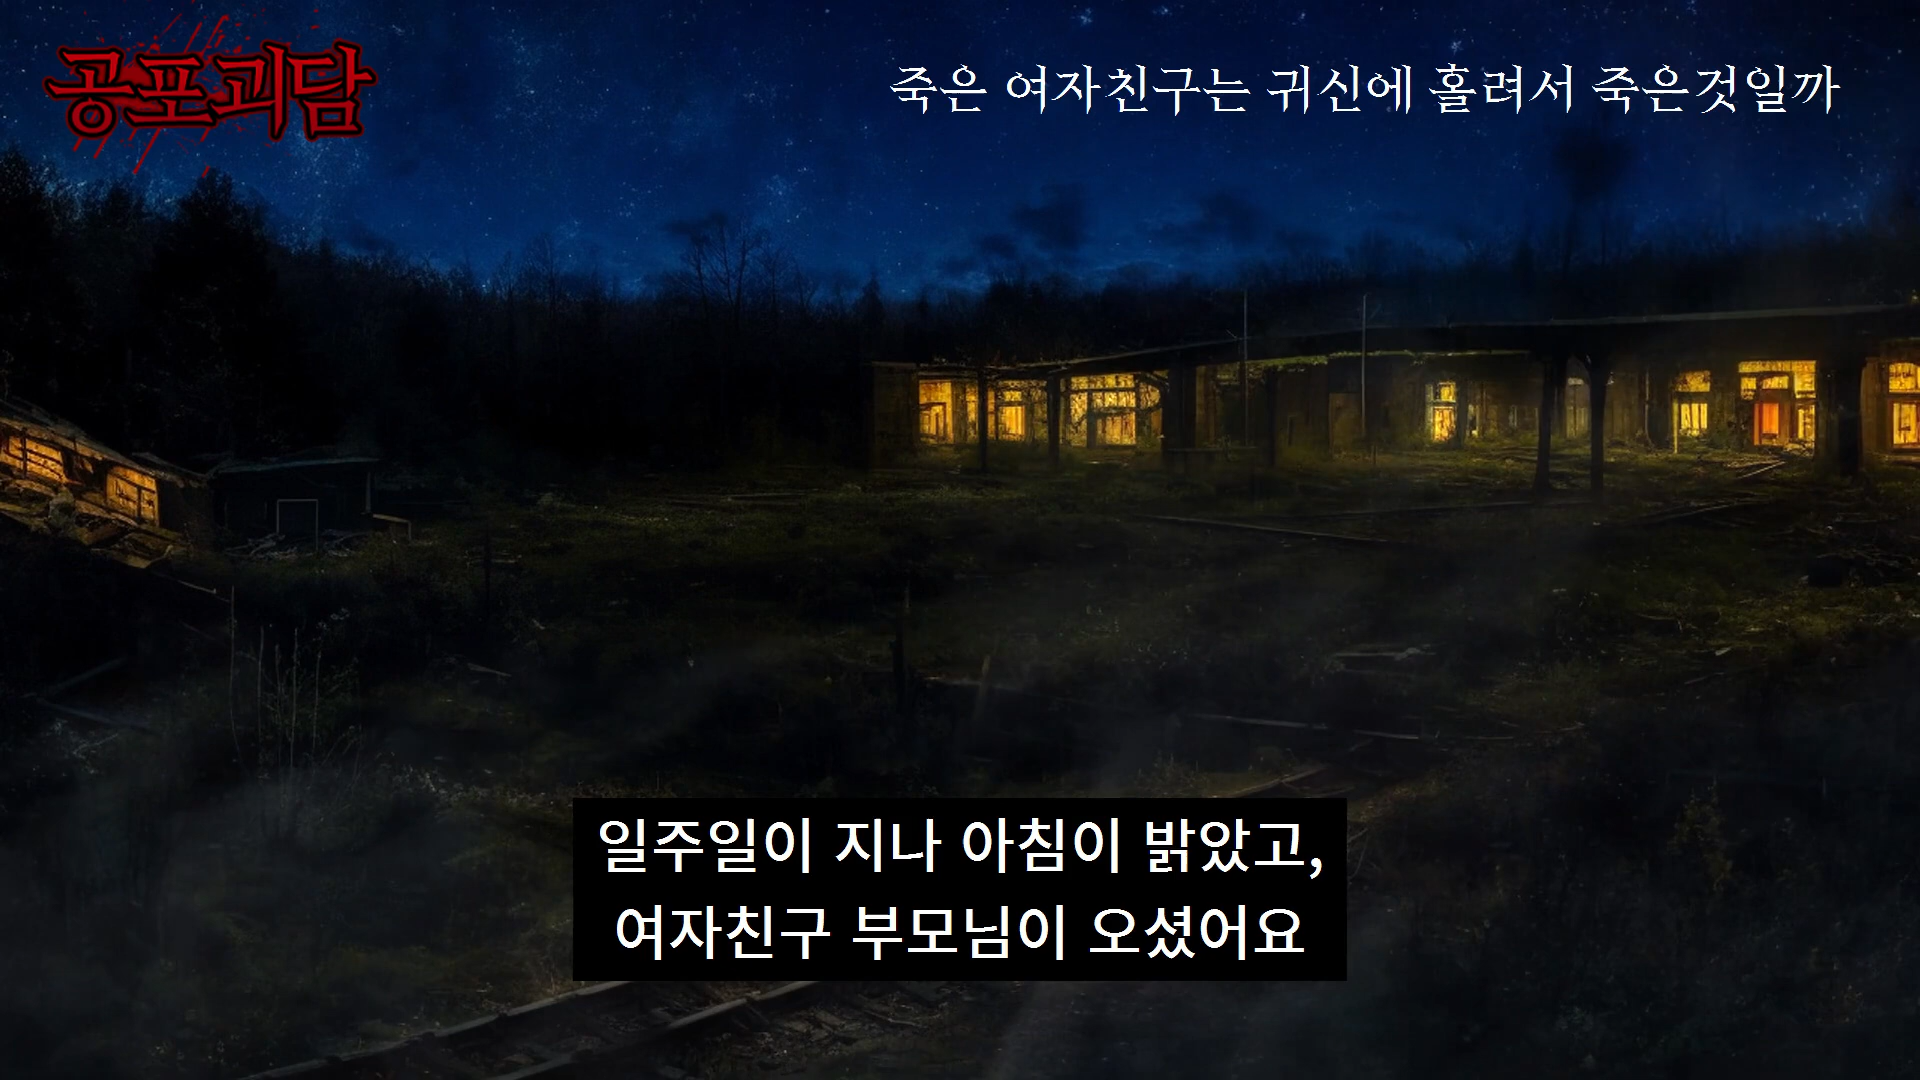 공포괴담
죽은 여자친구는 귀신에 홀려서 죽은것일까
일주일이 지나 아침이 밝았고,
여자친구 부모님이 오셨어요